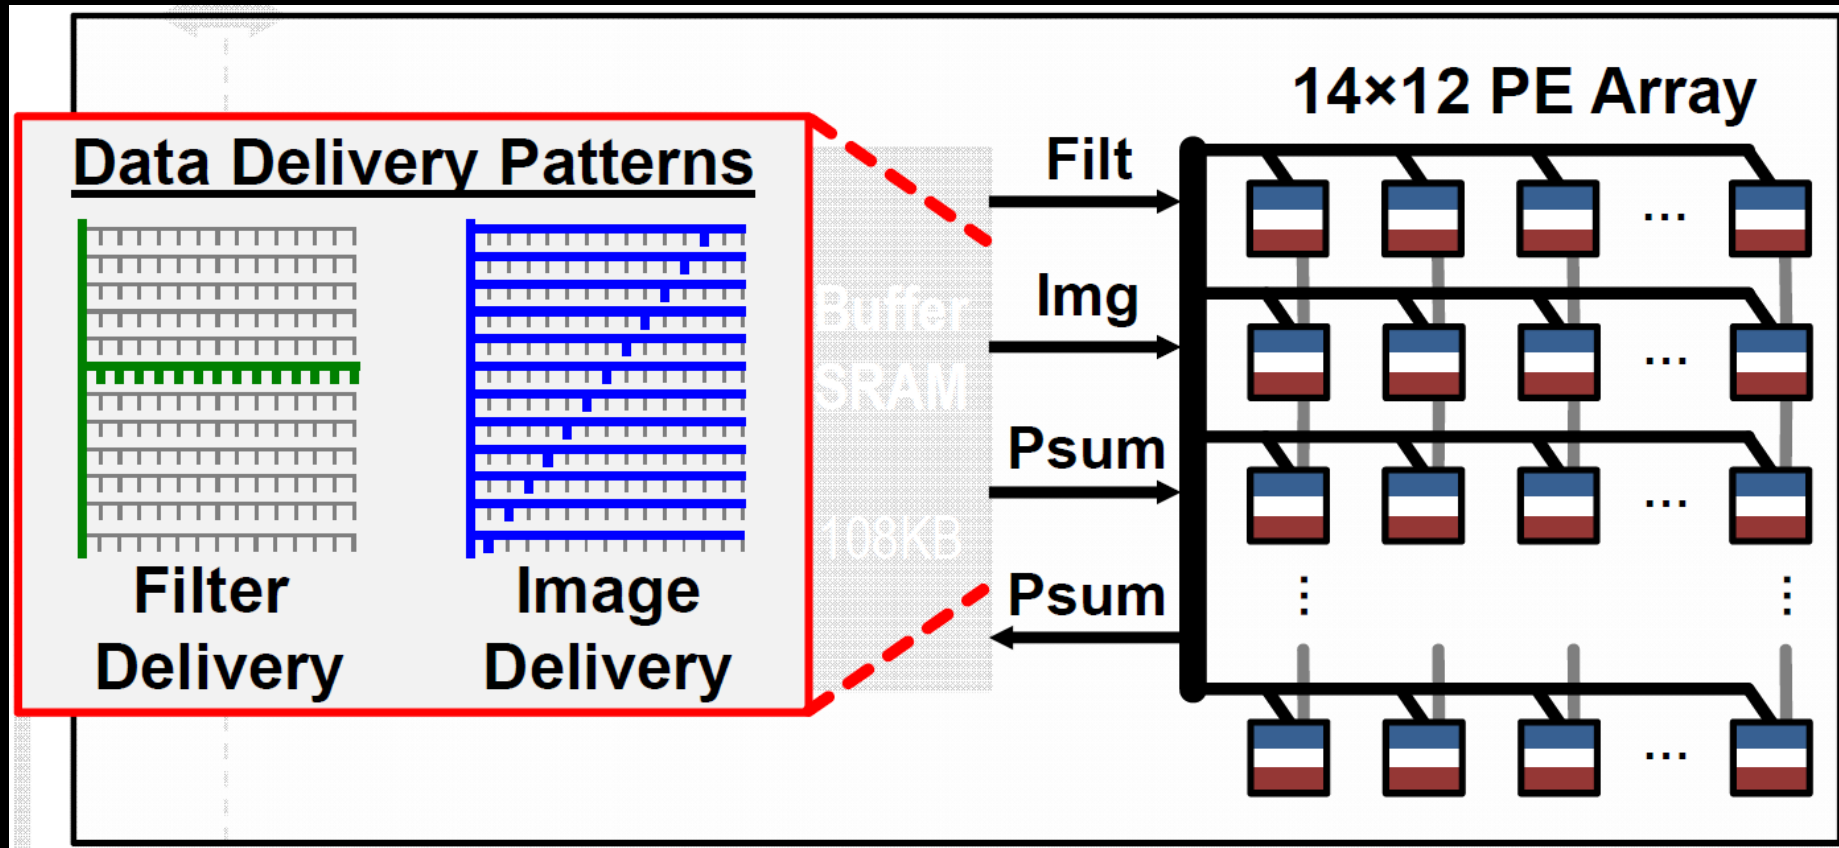 14×12 PE Array
Data Delivery Patterns
Filter
Delivery
Image
Delivery
Buffer
SRAM
108KB
Filt
Img
Psum
Psum
...
...
...
...
...
...